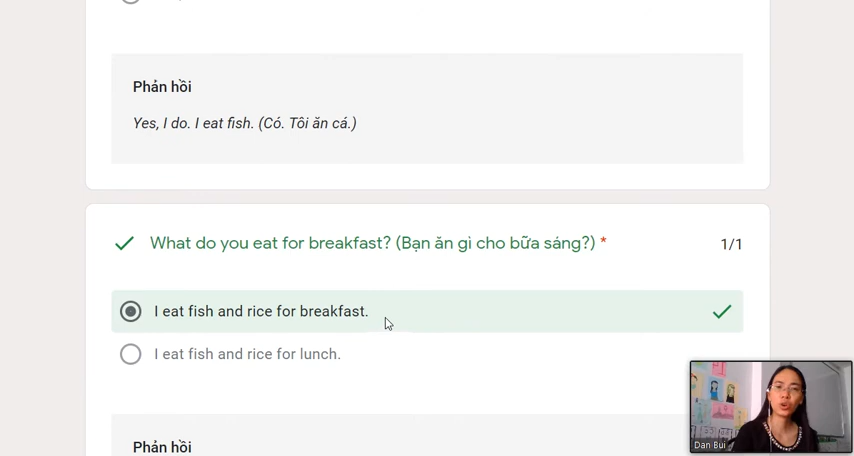 Phản hồi
Yes, I do. I eat fish. (Có. Tôi ăn cá.)
What do you eat for breakfast? (Bạn ăn gì cho bữa sáng?) * 1/1
I eat fish and rice for breakfast.
I eat fish and rice for lunch.
Phản hồi
Dan Bui